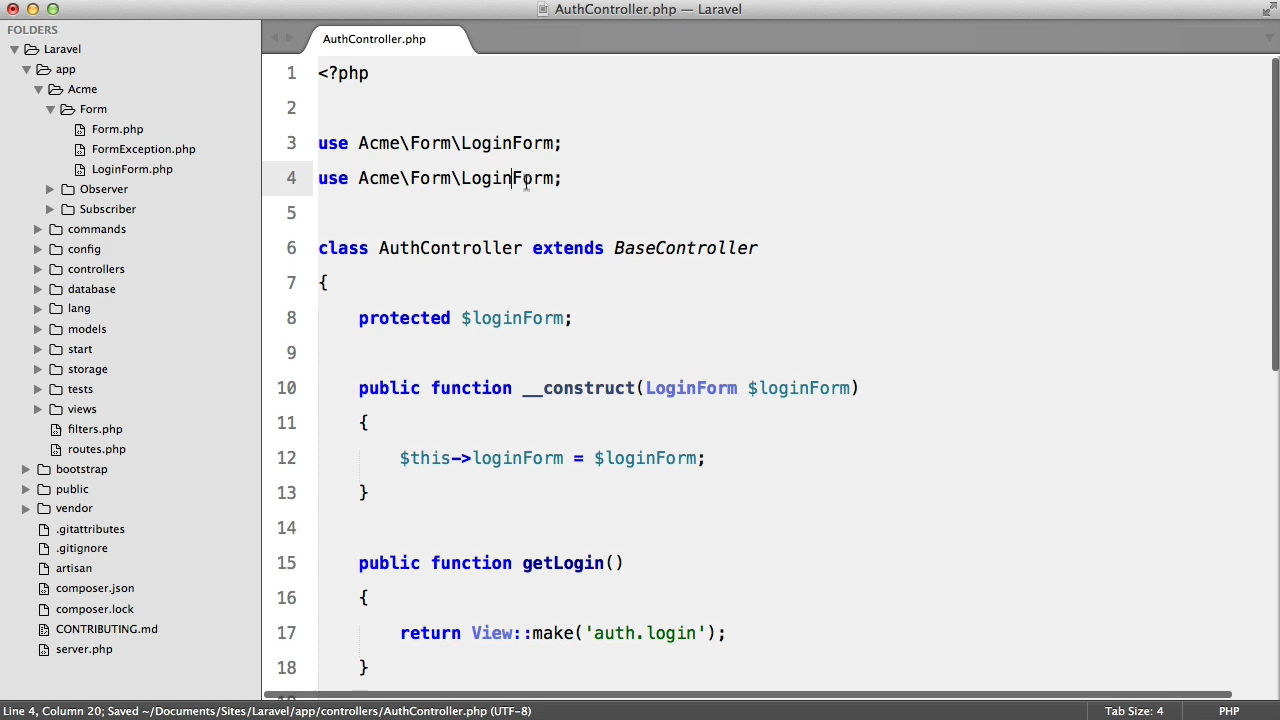 AuthController.php — Laravel
FOLDERS
Laravel
app
Acme
Form
Form.php
FormException.php
LoginForm.php
Observer
Subscriber
commands
config
controllers
database
lang
models
start
storage
tests
views
filters.php
routes.php
bootstrap
public
vendor
.gitattributes
.gitignore
artisan
composer.json
composer.lock
CONTRIBUTING.md
server.php
AuthController.php
1 <?php
2
3 use Acme\Form\LoginForm;
4 use Acme\Form\LoginForm;
5
6 class AuthController extends BaseController
7 {
8 protected $loginForm;
9
10 public function __construct(LoginForm $loginForm)
11 {
12 $this->loginForm = $loginForm;
13 }
14
15 public function getLogin()
16 {
17 return View::make('auth.login');
18 }
Line 4, Column 20; Saved ~/Documents/Sites/Laravel/app/controllers/AuthController.php (UTF-8)
Tab Size: 4
PHP